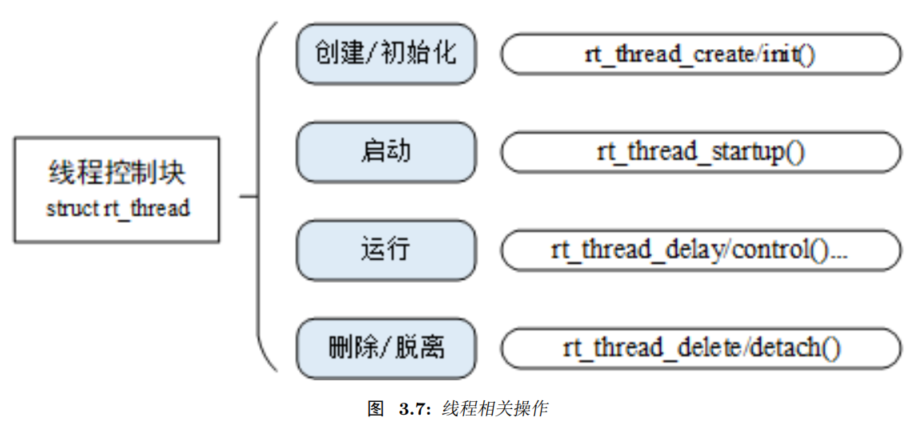 线程控制块
struct rt_thread
创建/初始化
rt_thread_create/init()
启动
rt_thread_startup()
运行
rt_thread_delay/control()...
删除/脱离
rt_thread_delete/detach()
图 3.7: 线程相关操作